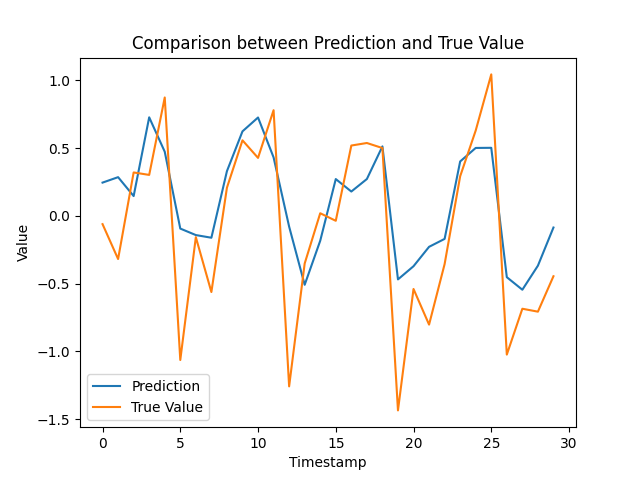 Comparison between Prediction and True Value
1.0
0.5
0.0
−0.5
−1.0
−1.5
Value
Prediction
True Value
0 5 10 15 20 25 30
Timestamp